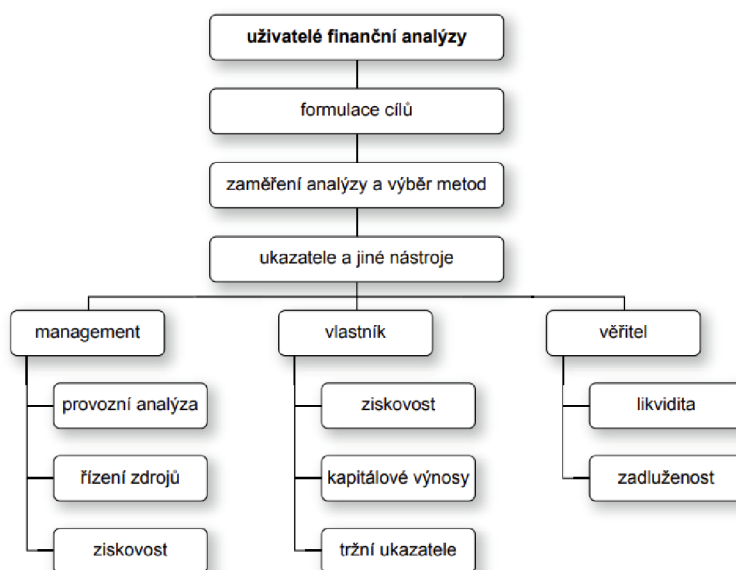 uživatelé finanční analýzy
formulace cílů
zaměření analýzy a výběr metod
ukazatele a jiné nástroje
management
vlastník
věřitel
provozní analýza
ziskovost
likvidita
řízení zdrojů
kapitálové výnosy
zadluženost
ziskovost
tržní ukazatele